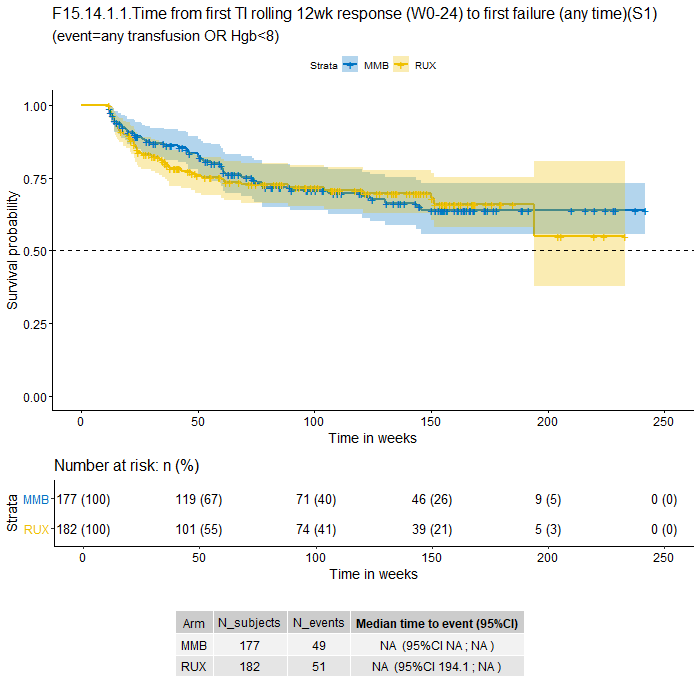 F15.14.1.1.Time from first TI rolling 12wk response (W0-24) to first failure (any time)(S1)
(event=any transfusion OR Hgb<8)
Strata MMB RUX
Survival probability
1.00
0.75
0.50
0.25
0.00
0 50 100 150 200 250
Time in weeks
Number at risk: n (%)
Strata
MMB 177 (100) 119 (67) 71 (40) 46 (26) 9 (5) 0 (0)
RUX 182 (100) 101 (55) 74 (41) 39 (21) 5 (3) 0 (0)
0 50 100 150 200 250
Time in weeks
Arm N_subjects N_events Median time to event (95%CI)
MMB 177 49 NA (95%CI NA ; NA )
RUX 182 51 NA (95%CI 194.1 ; NA )